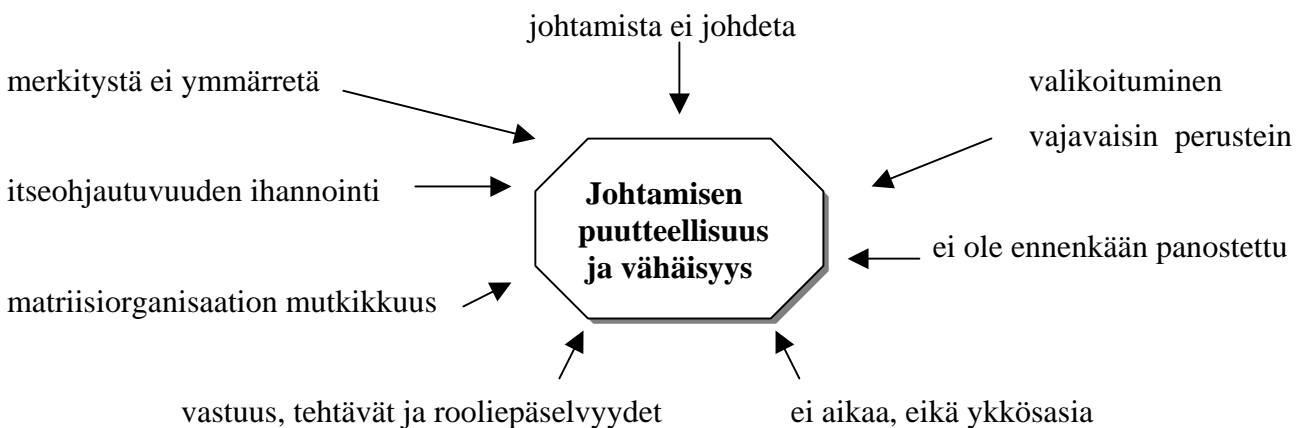 johtamista ei johdeta
merkitystä ei ymmärretä
valikoituminen
vajavaisin perustein
itseohjautuvuuden ihannointi
Johtamisen
puutteellisuus
ja vähäisyys
ei ole ennenkään panostettu
matriisiorganisaation mutkikkuus
vastuus, tehtävät ja rooliepäselvyydet
ei aikaa, eikä ykkösasia